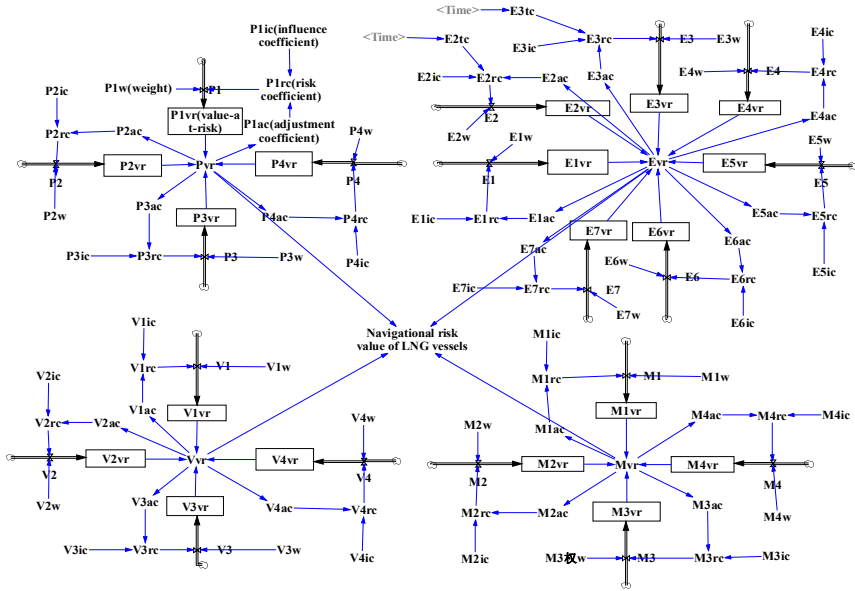 <Time>
E3tc
P1ic(influence
coefficient)
<Time>
E2tc
E3ic
E3rc
E3
E3w
E4ic
P2ic
P1w(weight)
P1
P1rc(risk
coefficient)
E2ic
E2rc
E2ac
E3ac
E4w
E4
E4rc
P1vr(value-a
t-risk)
E2
E2vr
E3vr
E4vr
E4ac
P2rc
P2ac
P1ac(adjustment
coefficient)
P4w
E2w
E1w
E5w
P2
P2vr
Pvr
P4vr
P4
E1
E1vr
Evr
E5vr
E5
P2w
P3ac
P3vr
P4ac
P4rc
E1ic
E1rc
E1ac
E5ac
E5rc
E7vr
E6vr
E7ac
E6ac
P3ic
P3rc
P3
P3w
P4ic
E6w
E6
E6rc
E5ic
E7ic
E7rc
E7
E7w
E6ic
V1ic
Navigational risk
value of LNG vessels
M1ic
V1rc
V1
V1w
V2ic
M1rc
M1
M1w
V2rc
V2ac
V1ac
V1vr
V4w
M2w
M1ac
M1vr
M4ac
M4rc
M4ic
V2
V2vr
Vvr
V4vr
V4
M2
M2vr
Mvr
M4vr
M4
V2w
V3ac
V3vr
V4ac
V4rc
M2rc
M2ac
M3vr
M3ac
M4w
V3ic
V3rc
V3
V3w
V4ic
M2ic
M3权w
M3
M3rc
M3ic